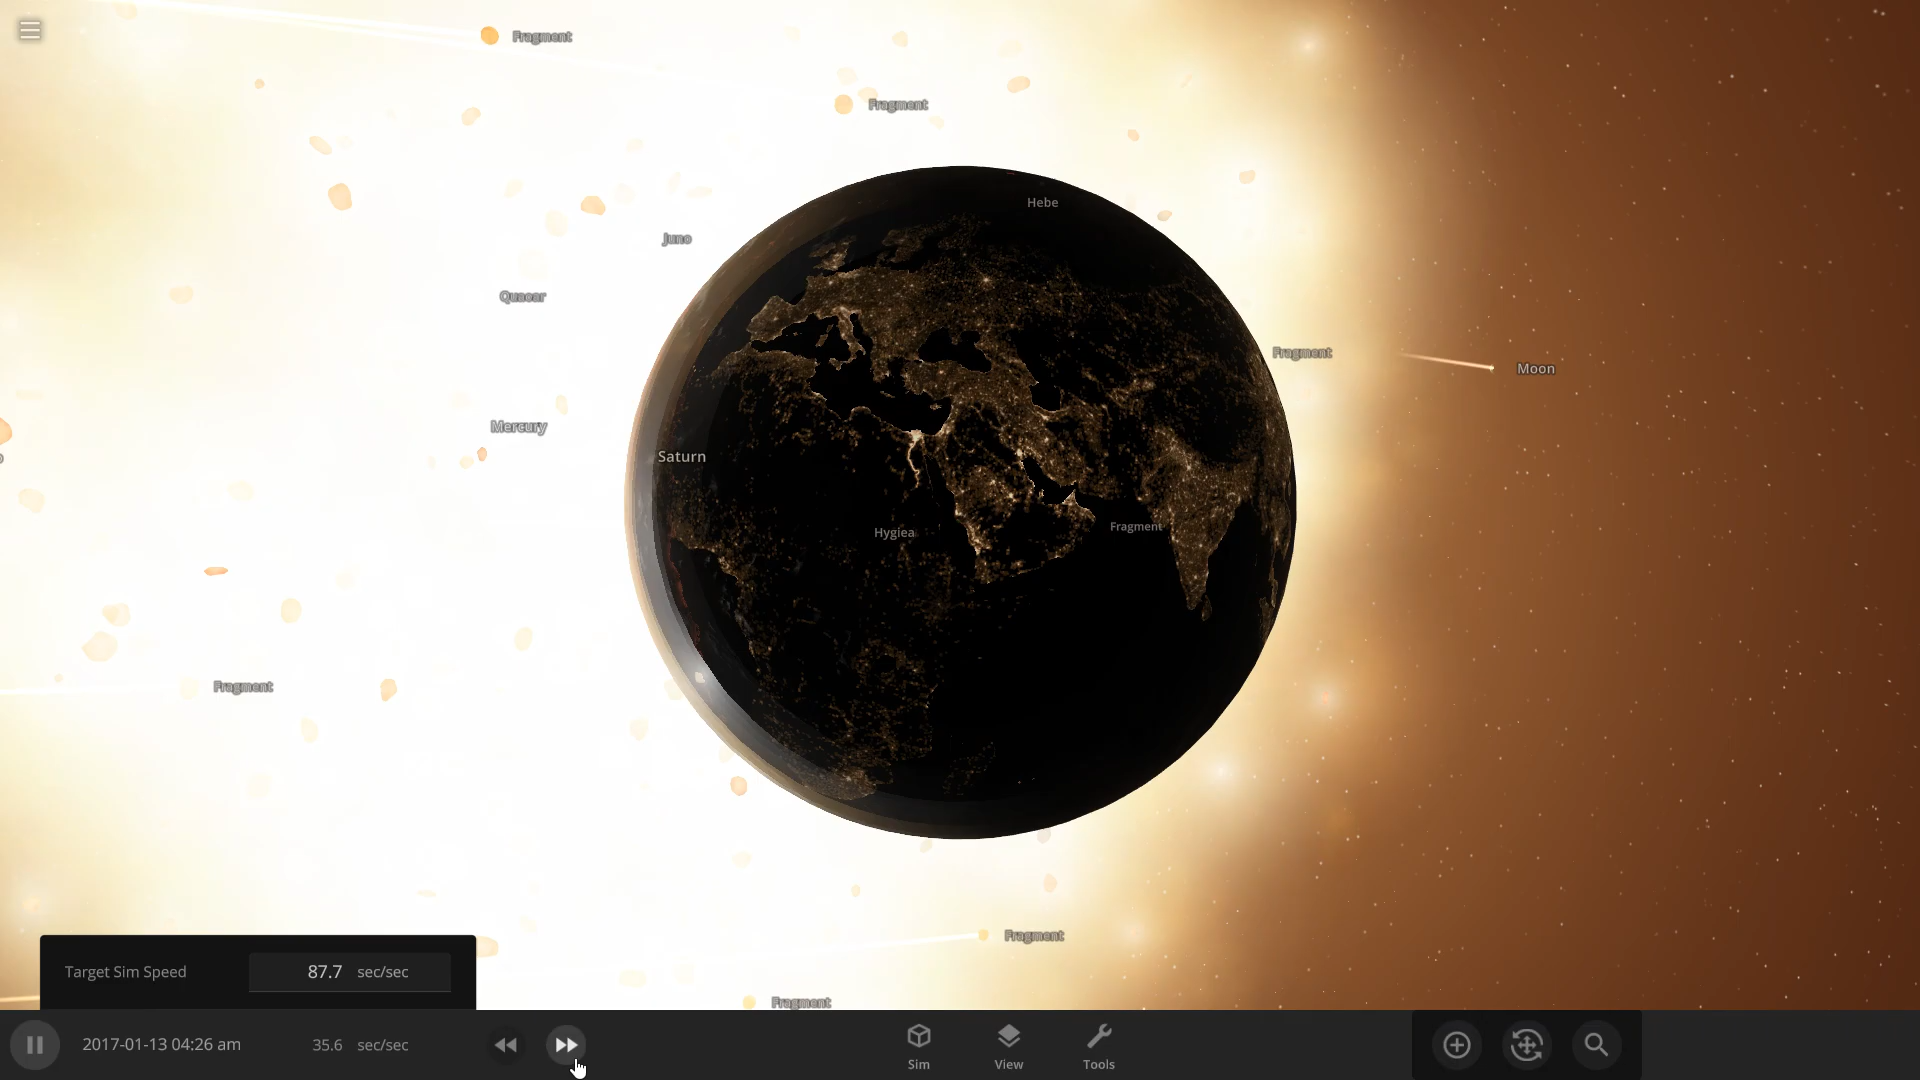 Fragment
Fragment
Hebe
Juno
Quaoar
Fragment
Moon
Mercury
Saturn
Fragment
Hygiea
Fragment
Fragment
Fragment
Target Sim Speed 87.7 sec/sec
2017-01-13 04:26 am 35.6 sec/sec
Sim View Tools